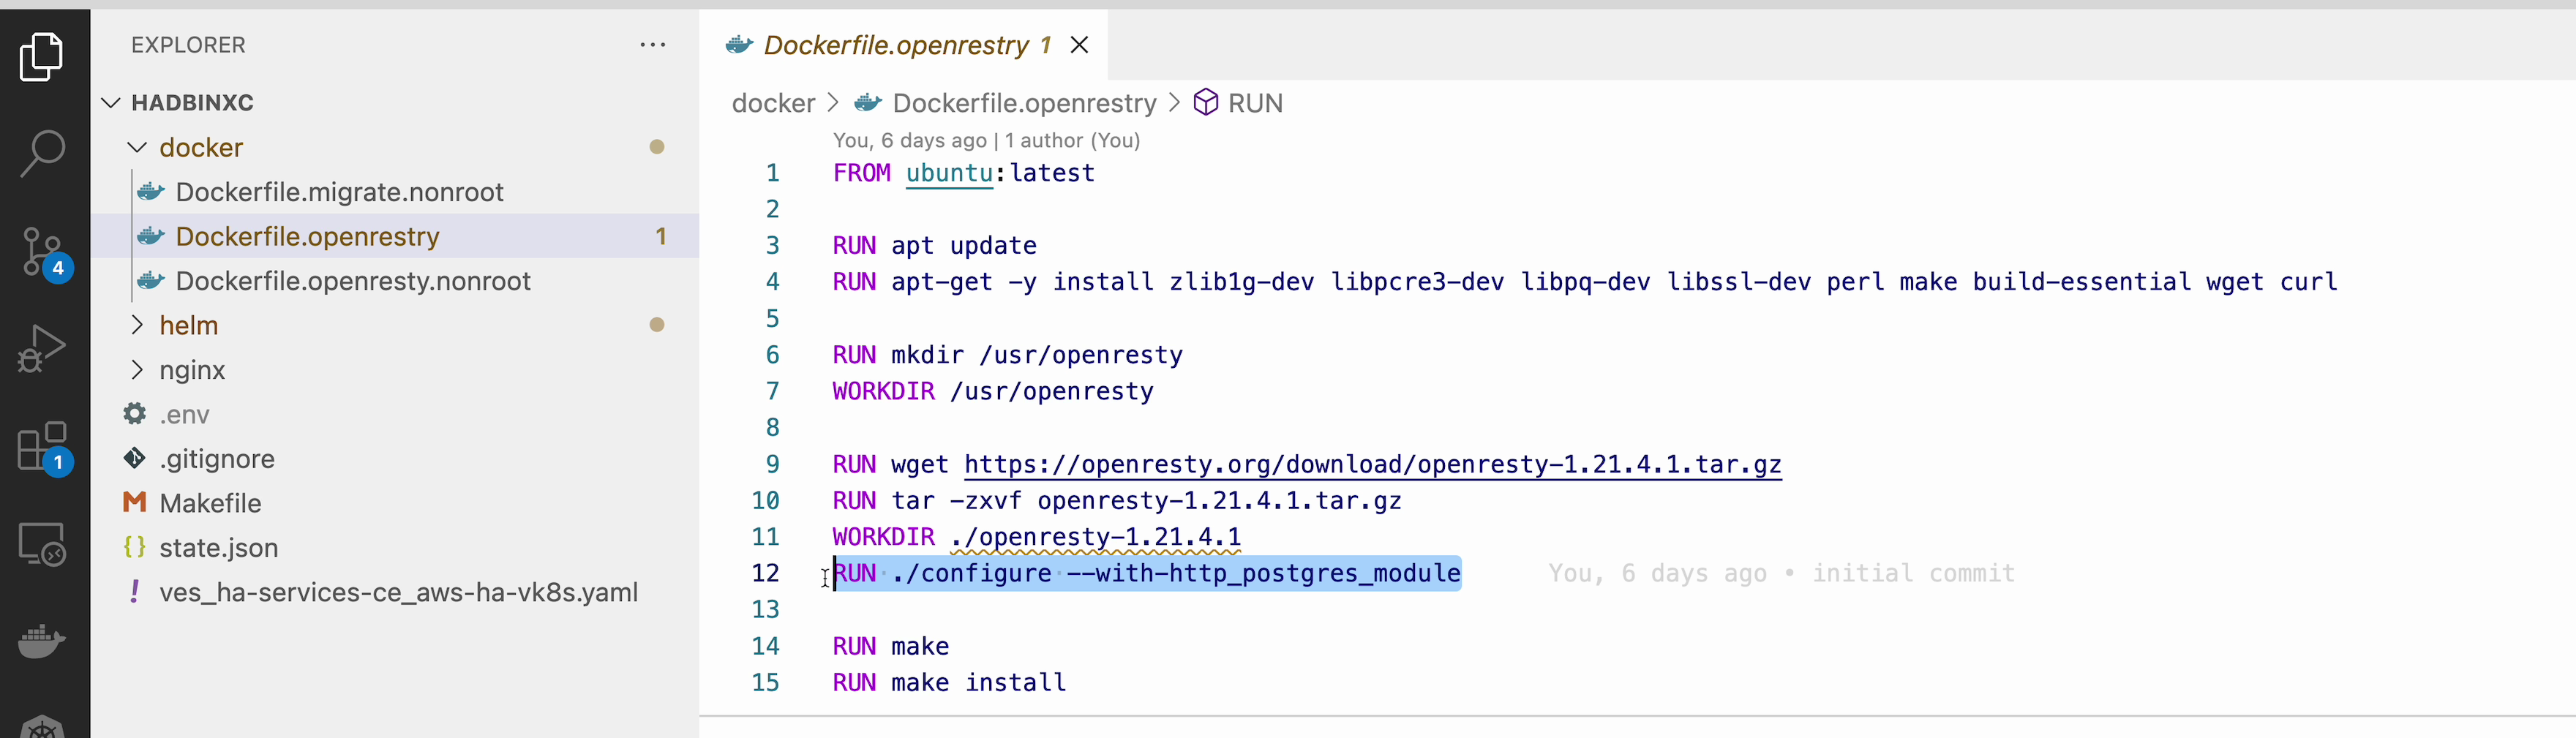 EXPLORER
HADBINXC
docker
Dockerfile.migrate.nonroot
Dockerfile.openrestry 1
Dockerfile.openresty.nonroot
helm
nginx
.env
.gitignore
Makefile
state.json
ves_ha-services-ce_aws-ha-vk8s.yaml
4
1
Dockerfile.openrestry 1
docker > Dockerfile.openrestry > RUN
You, 6 days ago | 1 author (You)
1 FROM ubuntu:latest
2
3 RUN apt update
4 RUN apt-get -y install zlib1g-dev libpcre3-dev libpq-dev libssl-dev perl make build-essential wget curl
5
6 RUN mkdir /usr/openresty
7 WORKDIR /usr/openresty
8
9 RUN wget https://openresty.org/download/openresty-1.21.4.1.tar.gz
10 RUN tar -zxvf openresty-1.21.4.1.tar.gz
11 WORKDIR ./openresty-1.21.4.1
12 RUN ./configure --with-http_postgres_module You, 6 days ago • initial commit
13
14 RUN make
15 RUN make install